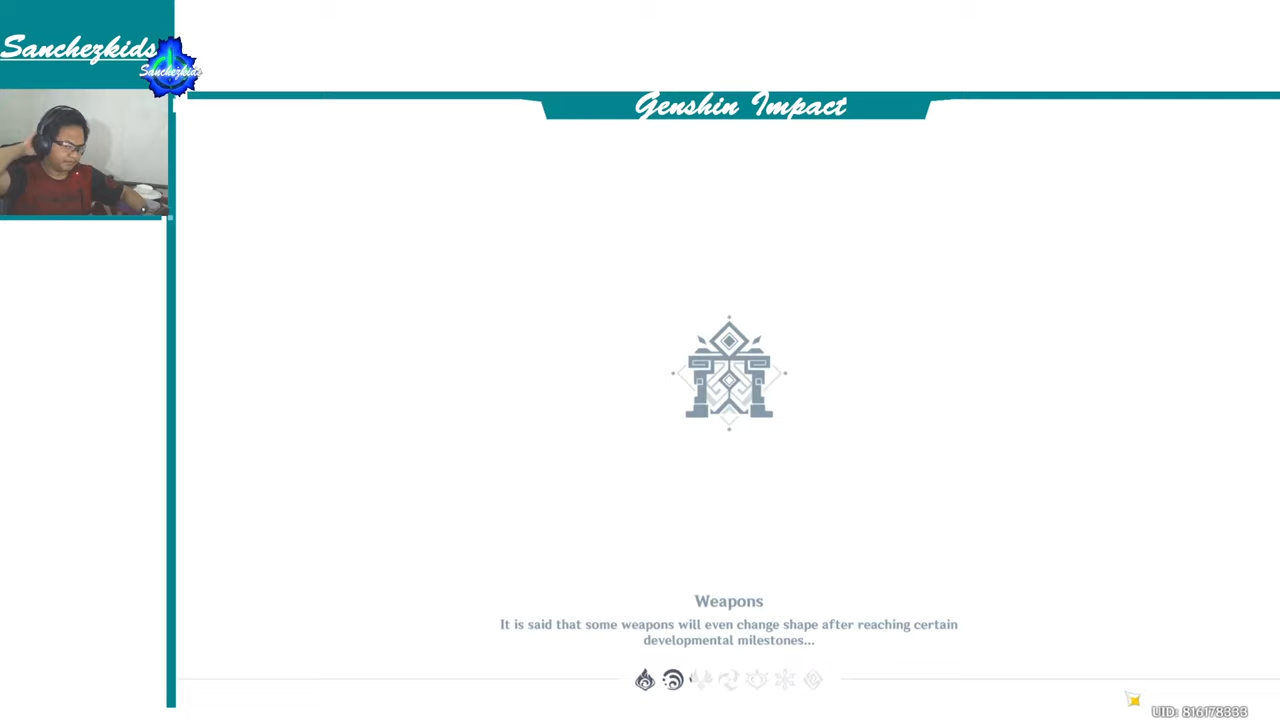 Sanchezkids
Sanchezkids
Genshin Impact
Weapons
It is said that some weapons will even change shape after reaching certain
developmental milestones...
UID: 816178333